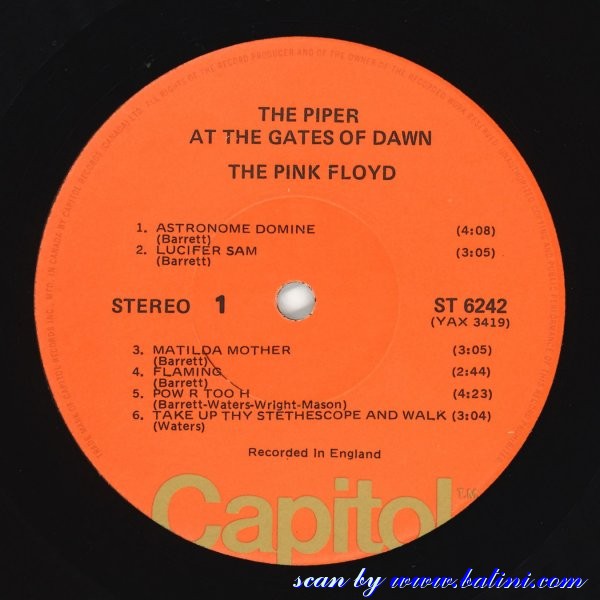 THE PIPER
AT THE GATES OF DAWN
THE PINK FLOYD
1. ASTRONOME DOMINE (4:08)
(Barrett)
2. LUCIFER SAM (3:05)
(Barrett)
STEREO 1 ST 6242
(YAX 3419)
3. MATILDA MOTHER (3:05)
(Barrett)
4. FLAMING (2:44)
(Barrett)
5. POW R TOO H (4:23)
(Barrett-Waters-Wright-Mason)
6. TAKE UP THY STETHESCOPE AND WALK (3:04)
(Waters)
Recorded In England
Capitol TM
scan by www.batini.com